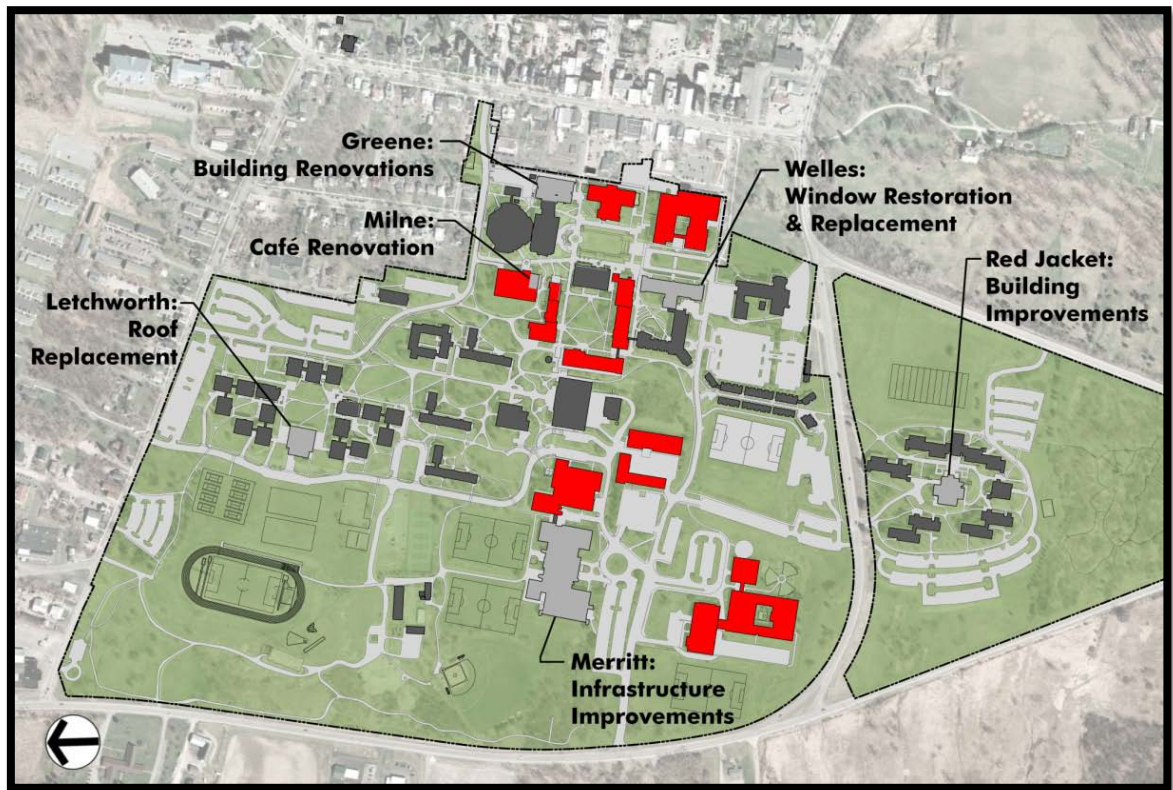 Greene:
Building Renovations
Milne:
Café Renovation
Letchworth:
Roof
Replacement
Welles:
Window Restoration
& Replacement
Red Jacket:
Building
Improvements
Merritt:
Infrastructure
Improvements